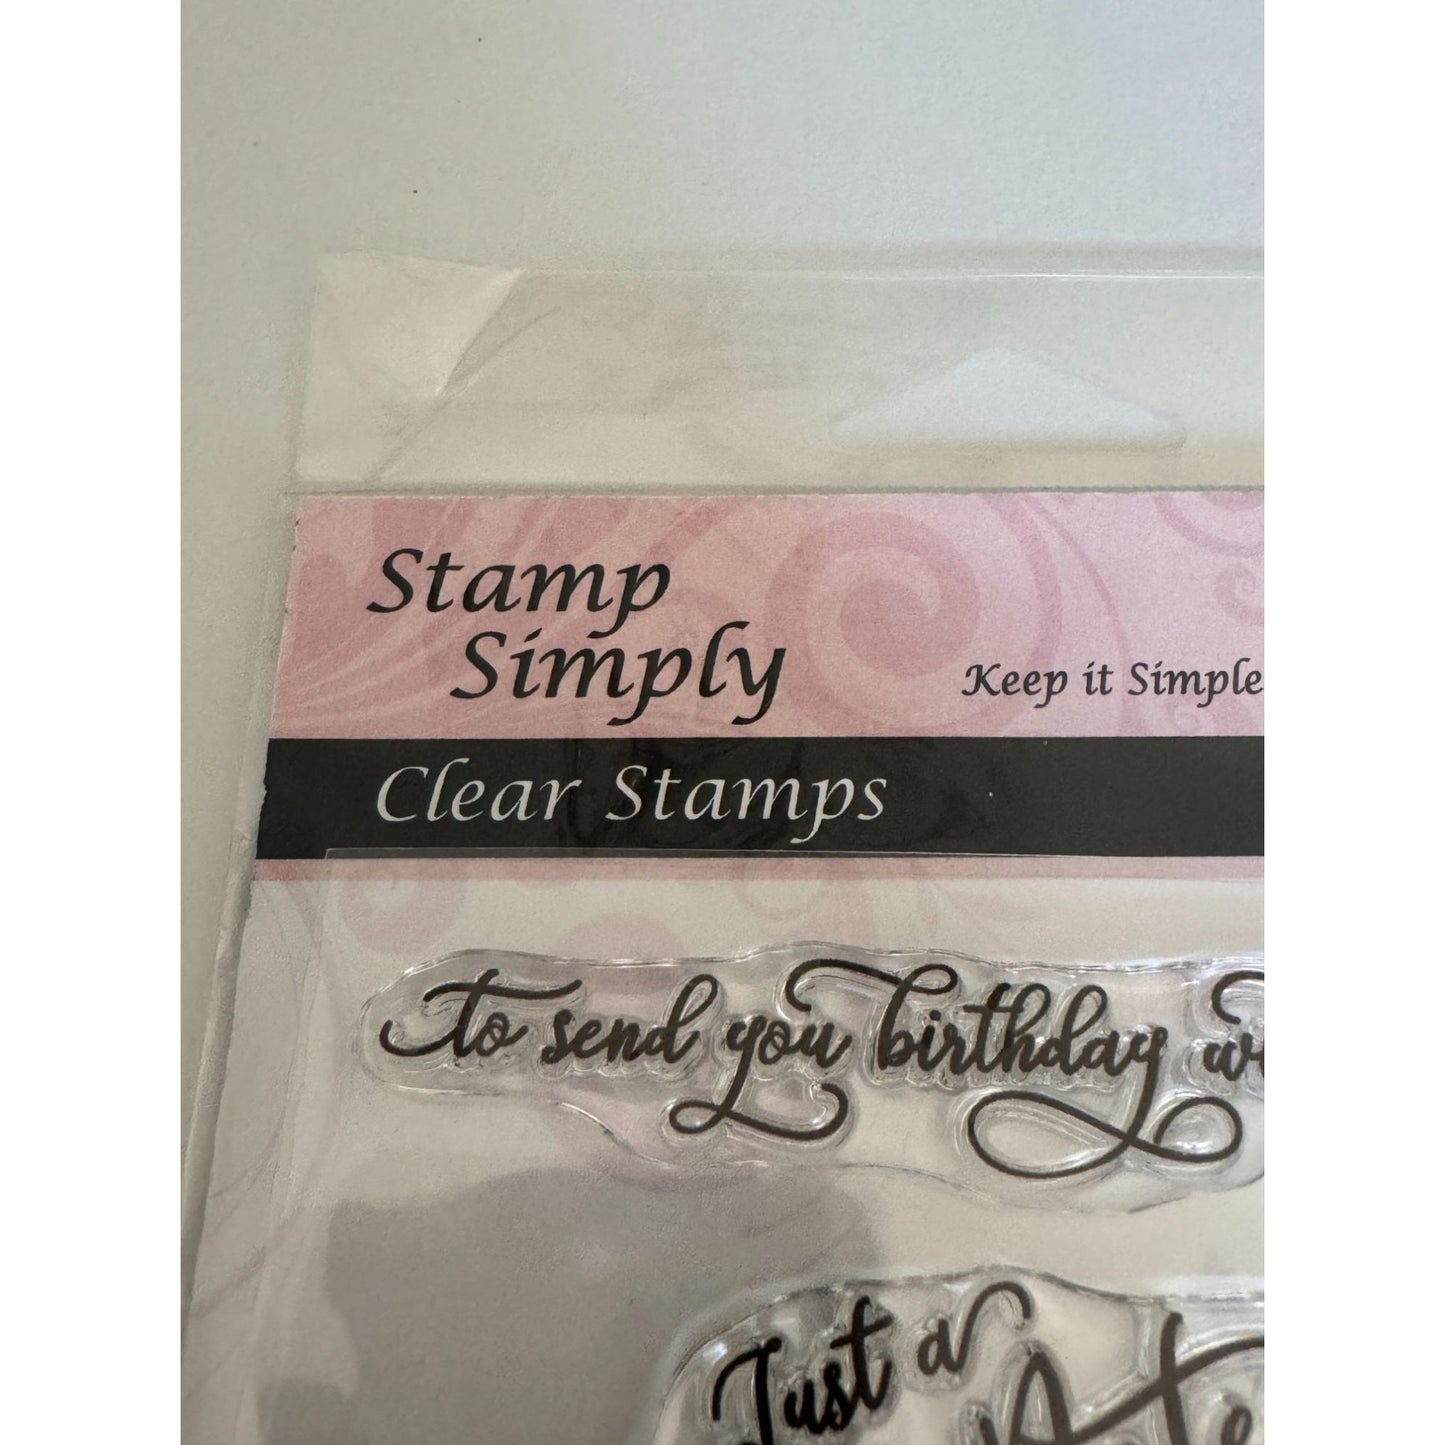 Stamp
Simply
Keep it Simple
Clear Stamps
to send you birthday
Just a